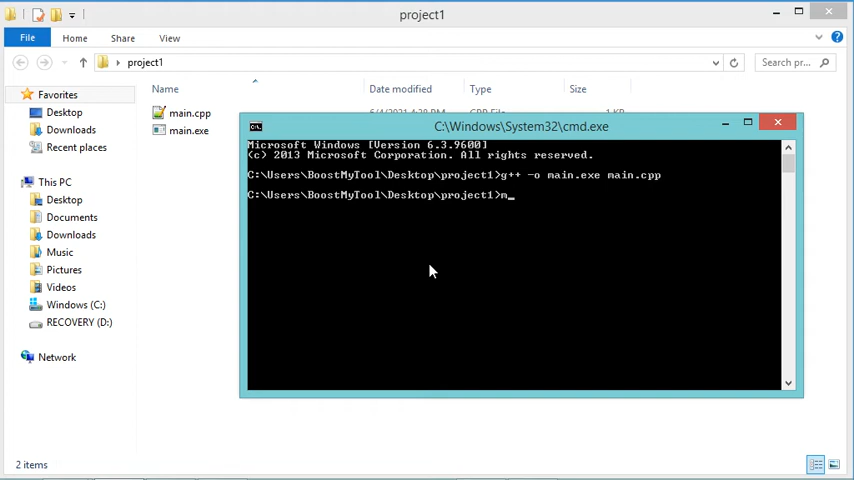 project1
File Home Share View
project1
Search pr...
Name Date modified Type Size
Favorites
Desktop
Downloads
Recent places
This PC
Desktop
Documents
Downloads
Music
Pictures
Videos
Windows (C:)
RECOVERY (D:)
Network
main.cpp
main.exe
C:\Windows\System32\cmd.exe
Microsoft Windows [Version 6.3.9600]
(c) 2013 Microsoft Corporation. All rights reserved.
C:\Users\BoostMyTool\Desktop\project1>g++ -o main.exe main.cpp
C:\Users\BoostMyTool\Desktop\project1>m_
2 items